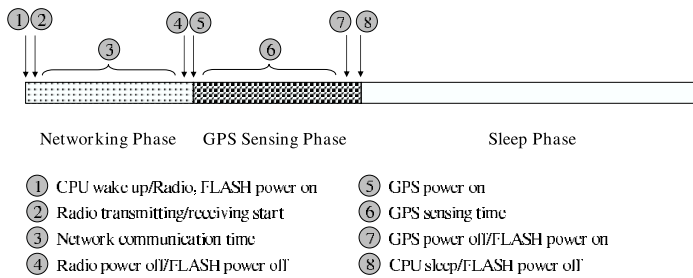 1 2 4 5 7 8
3 6
Networking Phase GPS Sensing Phase Sleep Phase
1 CPU wake up/Radio, FLASH power on
2 Radio transmitting/receiving start
3 Network communication time
4 Radio power off/FLASH power off
5 GPS power on
6 GPS sensing time
7 GPS power off/FLASH power on
8 CPU sleep/FLASH power off